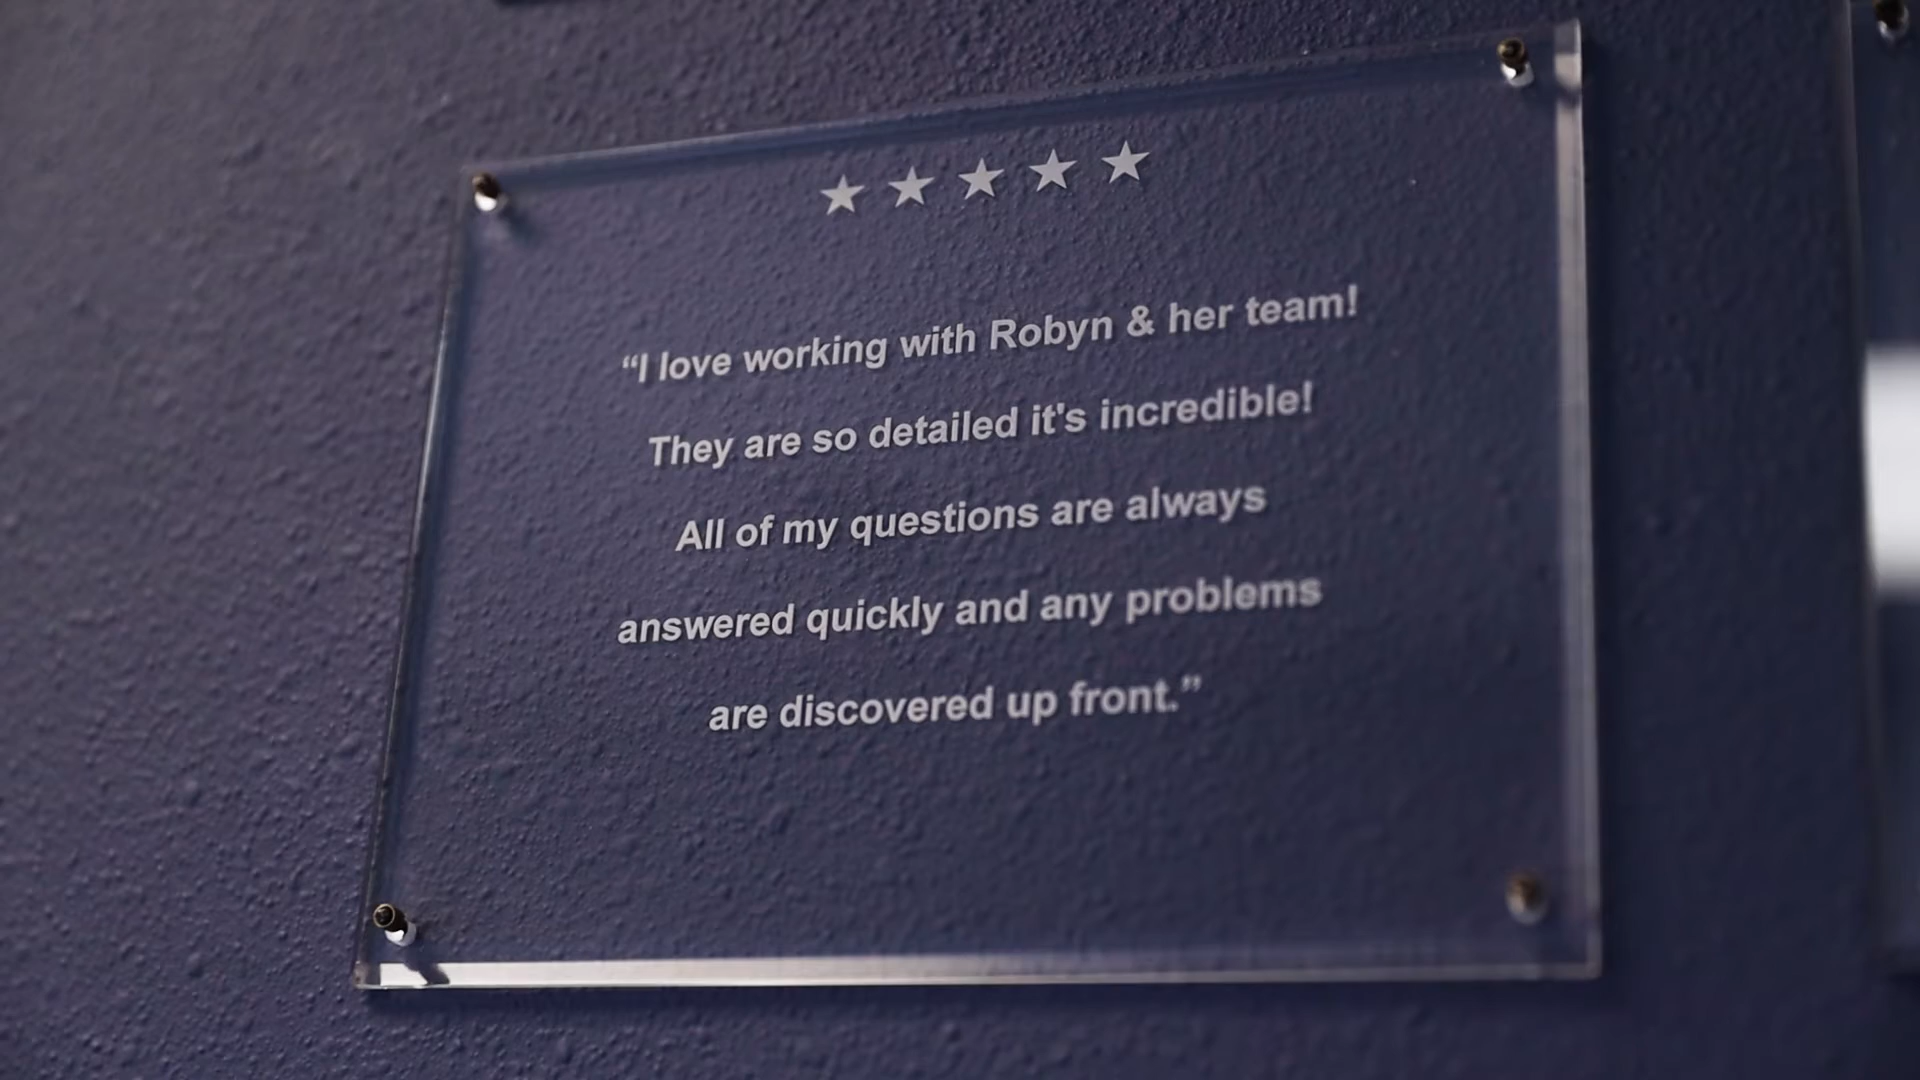 ★★★★★
“I love working with Robyn & her team!
They are so detailed it's incredible!
All of my questions are always
answered quickly and any problems
are discovered up front.”